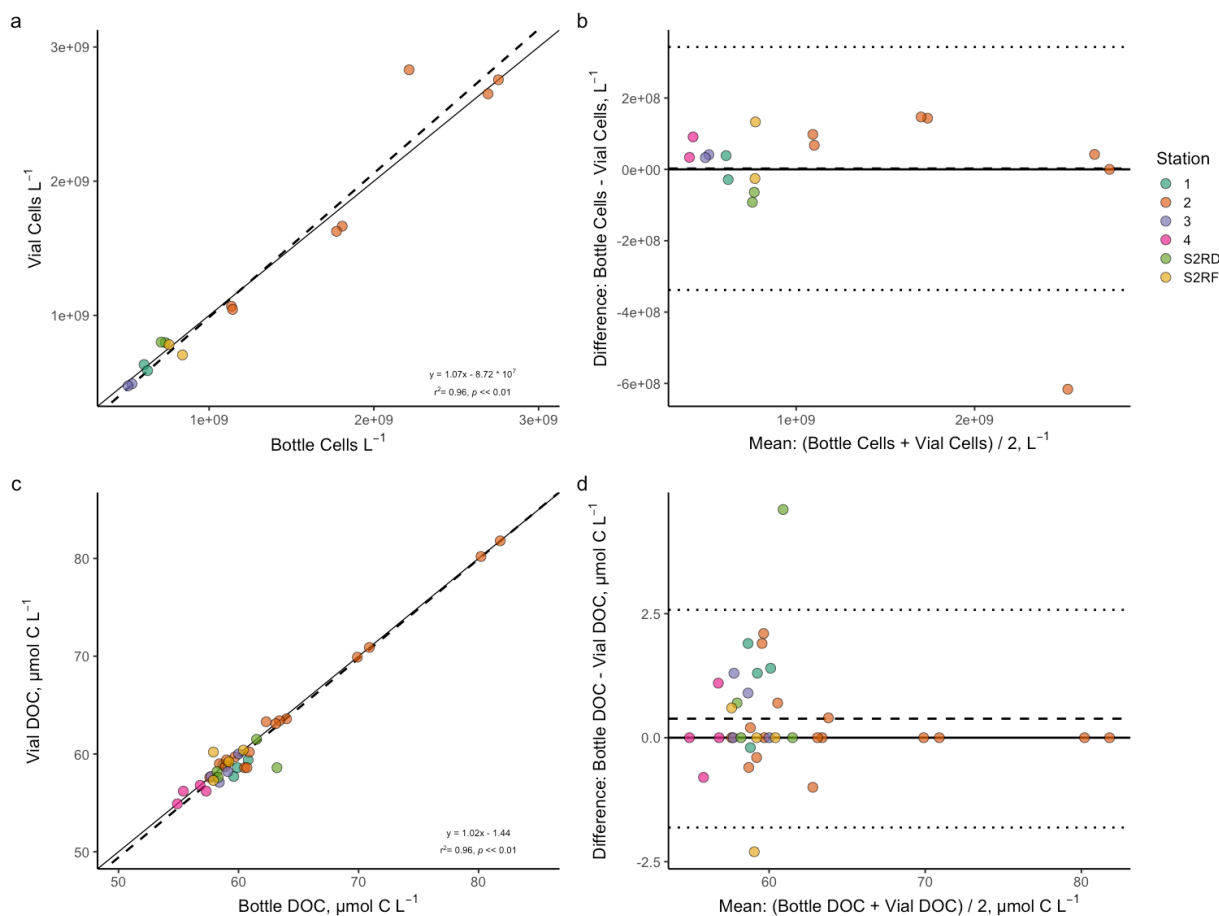 a
3e+09
2e+09
1e+09
Vial Cells L⁻¹
y = 1.07x - 8.72 * 10⁷
r²= 0.96, p << 0.01
1e+09 2e+09 3e+09
Bottle Cells L⁻¹
b
2e+08
0e+00
-2e+08
-4e+08
-6e+08
Difference: Bottle Cells - Vial Cells, L⁻¹
1e+09 2e+09
Mean: (Bottle Cells + Vial Cells) / 2, L⁻¹
Station
1
2
3
4
S2RD
S2RF
c
80
70
60
50
Vial DOC, µmol C L⁻¹
y = 1.02x - 1.44
r²= 0.96, p << 0.01
50 60 70 80
Bottle DOC, µmol C L⁻¹
d
2.5
0.0
-2.5
Difference: Bottle DOC - Vial DOC, µmol C L⁻¹
60 70 80
Mean: (Bottle DOC + Vial DOC) / 2, µmol C L⁻¹